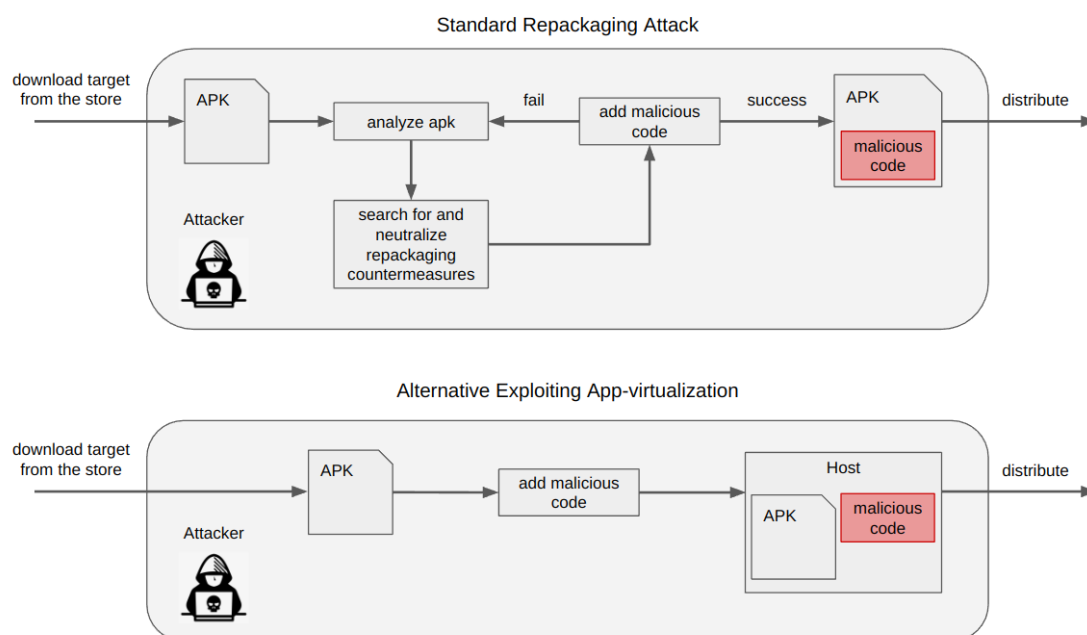 Standard Repackaging Attack
download target
from the store
APK
analyze apk
fail
add malicious
code
success
APK
malicious
code
distribute
search for and
neutralize
repackaging
countermeasures
Attacker
Alternative Exploiting App-virtualization
download target
from the store
APK
add malicious
code
Host
APK
malicious
code
distribute
Attacker